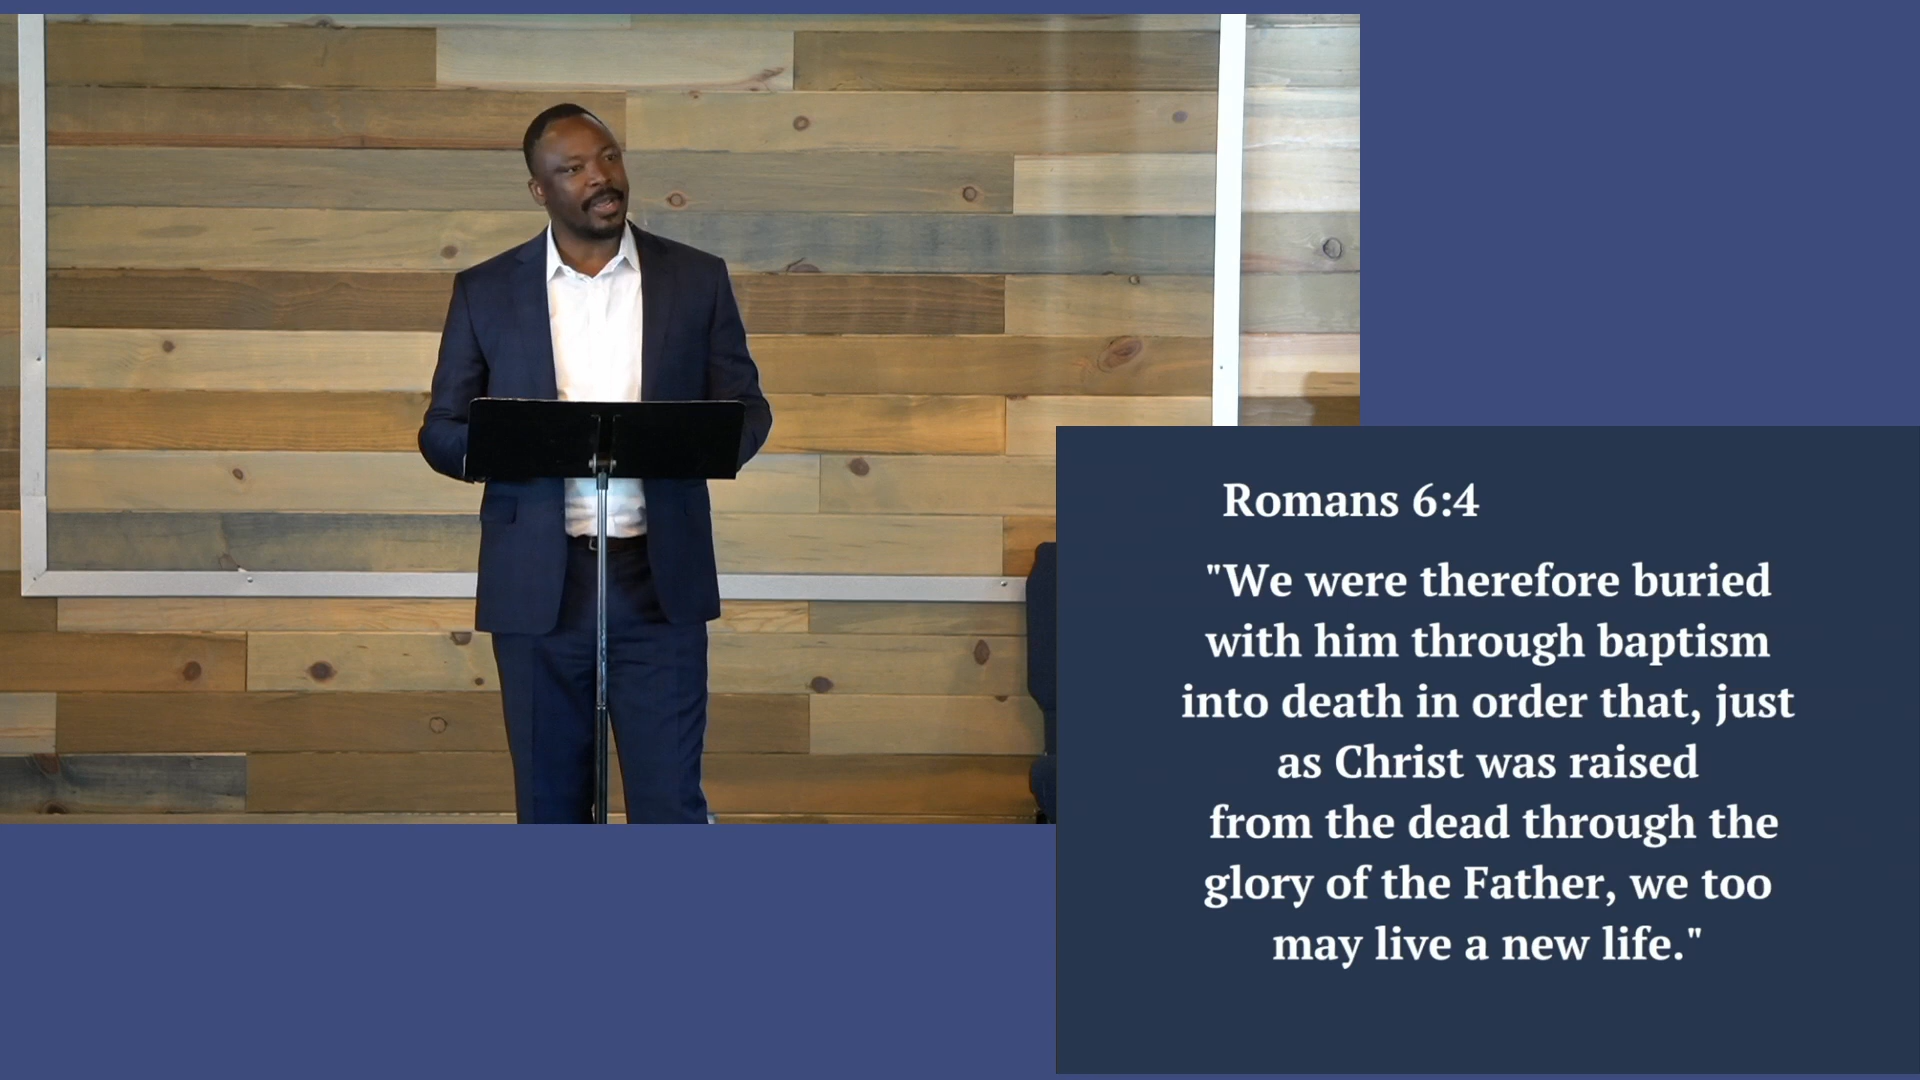 Romans 6:4
"We were therefore buried
with him through baptism
into death in order that, just
as Christ was raised
from the dead through the
glory of the Father, we too
may live a new life."